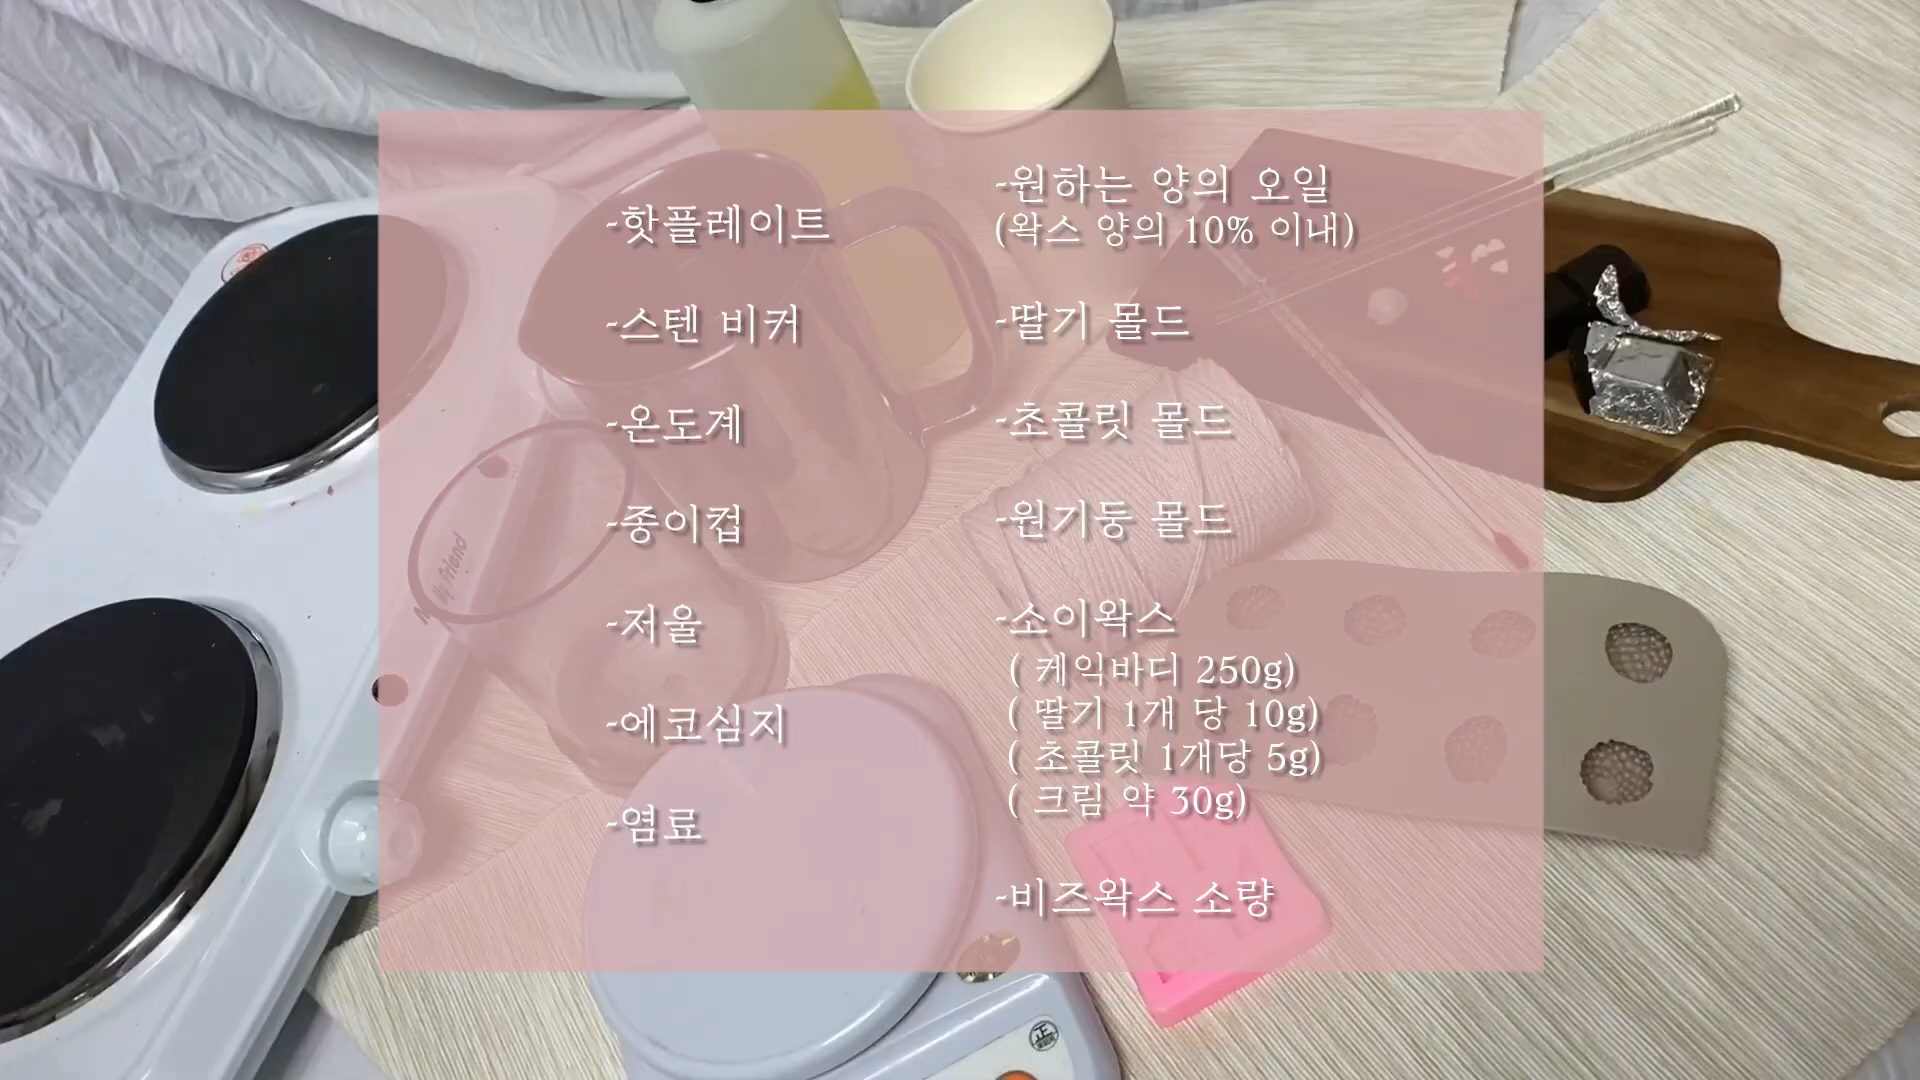 -핫플레이트
-스텐 비커
-온도계
-종이컵
-저울
-에코심지
-염료
-원하는 양의 오일
(왁스 양의 10% 이내)
-딸기 몰드
-초콜릿 몰드
-원기둥 몰드
-소이왁스
( 케익바디 250g)
( 딸기 1개 당 10g)
( 초콜릿 1개당 5g)
( 크림 약 30g)
-비즈왁스 소량
My friend
正